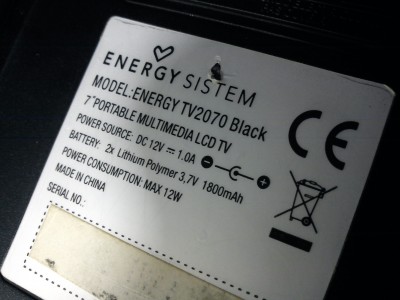 ENERGY SISTEM
MODEL: ENERGY TV2070 Black
7" PORTABLE MULTIMEDIA LCD TV
POWER SOURCE: DC 12V ⎓ 1.0A
BATTERY: 2x Lithium Polymer 3,7V 1800mAh
POWER CONSUMPTION: MAX 12W
MADE IN CHINA
SERIAL NO.:
CE